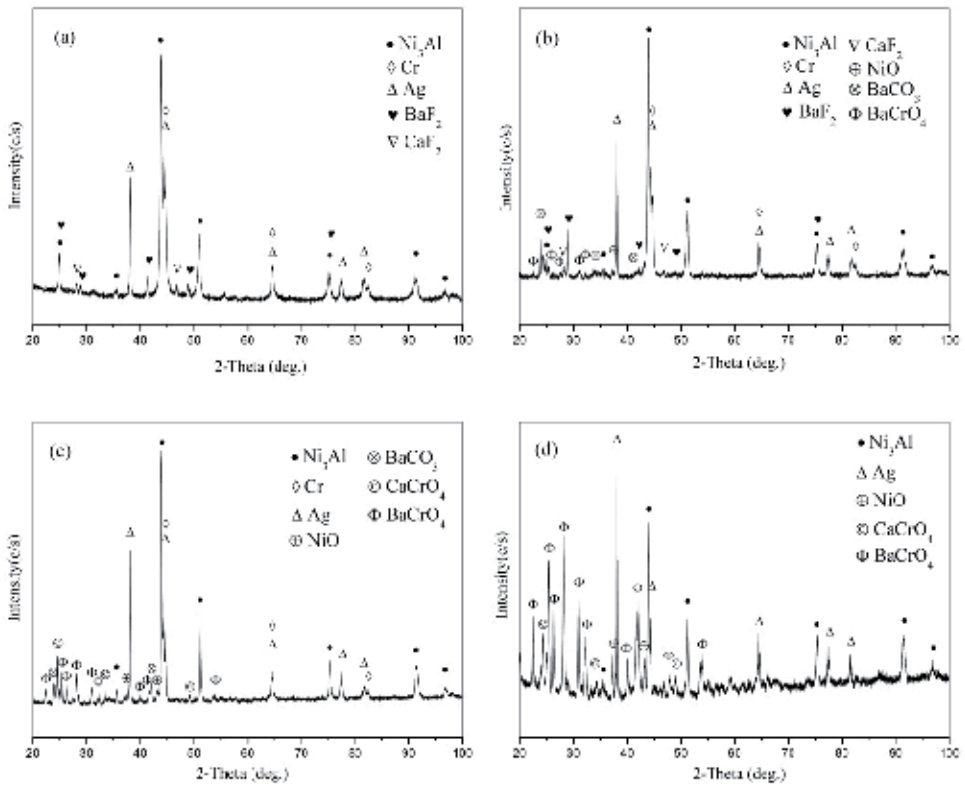 (a)
● Ni3Al
◊ Cr
Δ Ag
♥ BaF2
∇ CaF2
Intensity(c/s)
20 30 40 50 60 70 80 90 100
2-Theta (deg.)
(b)
● Ni3Al ∇ CaF2
◊ Cr ⊕ NiO
Δ Ag ⊗ BaCO3
♥ BaF2 Φ BaCrO4
Intensity(c/s)
20 30 40 50 60 70 80 90 100
2-Theta (deg.)
(c)
● Ni3Al ⊗ BaCO3
◊ Cr © CaCrO4
Δ Ag Φ BaCrO4
⊕ NiO
Intensity(c/s)
20 30 40 50 60 70 80 90 100
2-Theta (deg.)
(d)
● Ni3Al
Δ Ag
⊕ NiO
© CaCrO4
Φ BaCrO4
Intensity(c/s)
20 30 40 50 60 70 80 90 100
2-Theta (deg.)